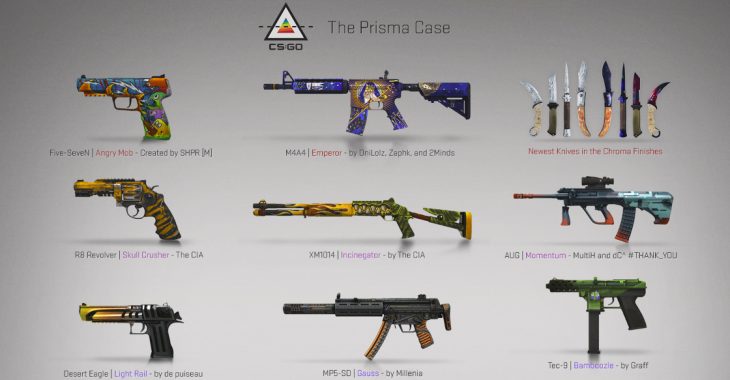 The Prisma Case
CS:GO
Five-SeveN | Angry Mob - Created by SHPR [M]
M4A4 | Emperor - by OniLolz, Zaphk, and 2Minds
Newest Knives in the Chroma Finishes
R8 Revolver | Skull Crusher - The CIA
XM1014 | Incinegator - by The CIA
AUG | Momentum - MultiH and dC^ #THANK_YOU
Desert Eagle | Light Rail - by de puiseau
MP5-SD | Gauss - by Millenia
Tec-9 | Bamboozle - by Graff